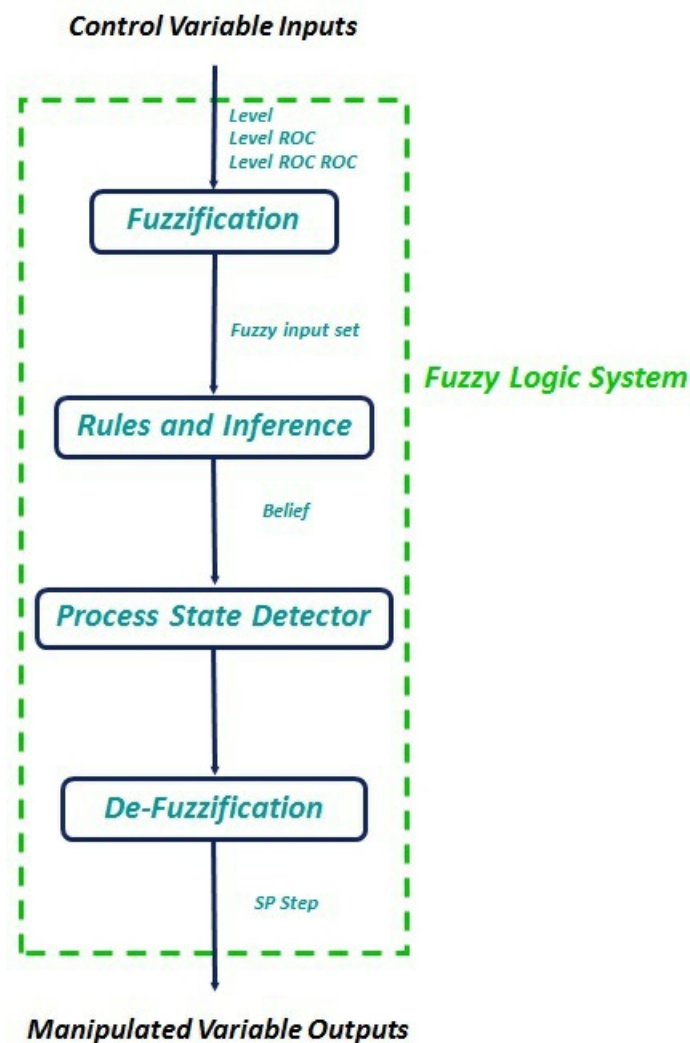 Control Variable Inputs
Level
Level ROC
Level ROC ROC
Fuzzification
Fuzzy input set
Fuzzy Logic System
Rules and Inference
Belief
Process State Detector
De-Fuzzification
SP Step
Manipulated Variable Outputs